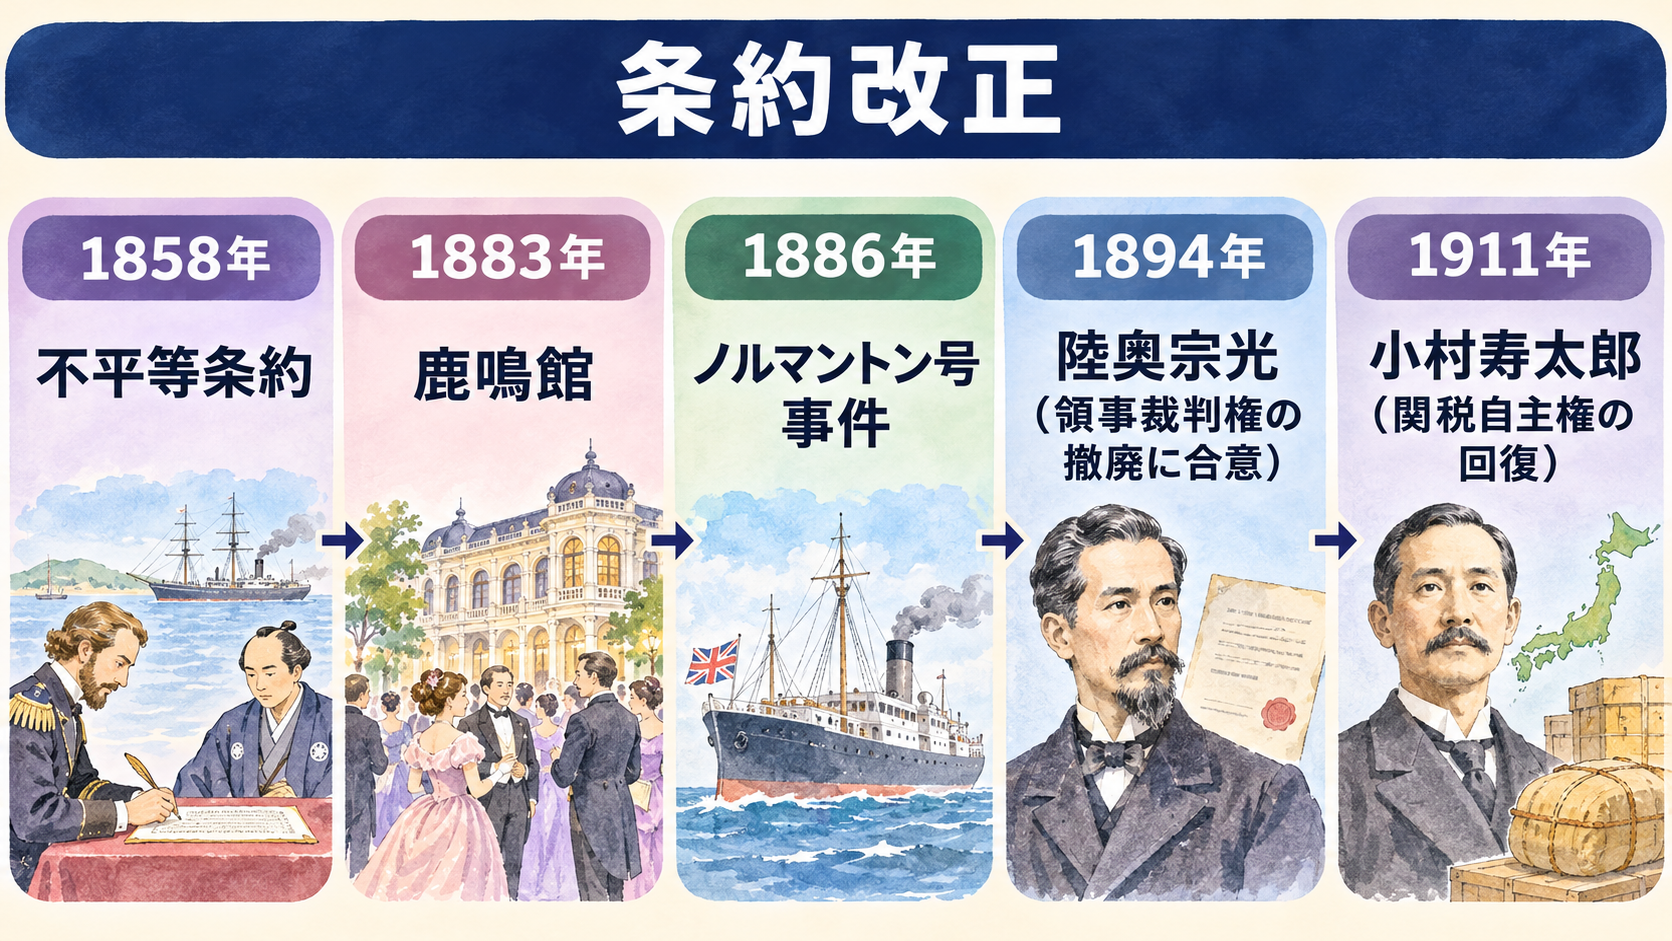 条約改正
1858年
不平等条約
1883年
鹿鳴館
1886年
ノルマントン号
事件
1894年
陸奥宗光
（領事裁判権の
撤廃に合意）
1911年
小村寿太郎
（関税自主権の
回復）